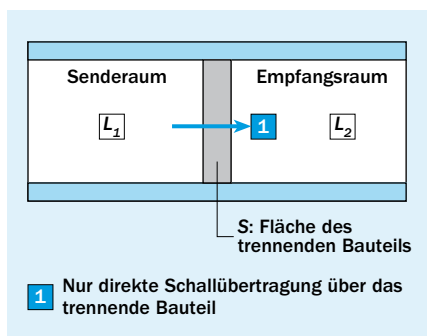 Senderaum Empfangsraum
L1 1 L2
S: Fläche des
trennenden Bauteils
1 Nur direkte Schallübertragung über das
trennende Bauteil